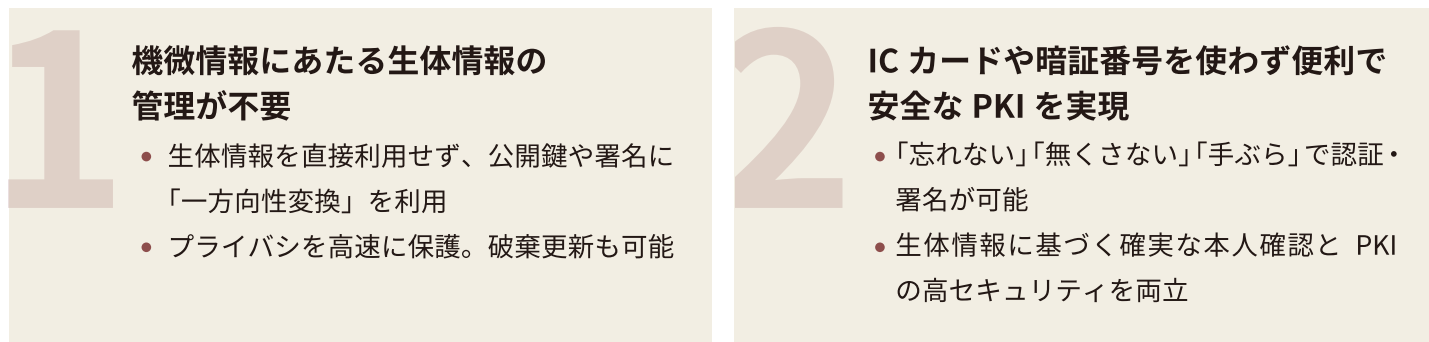 1
機微情報にあたる生体情報の
管理が不要
● 生体情報を直接利用せず、公開鍵や署名に
「一方向性変換」を利用
● プライバシを高速に保護。破棄更新も可能
2
IC カードや暗証番号を使わず便利で
安全な PKI を実現
● 「忘れない」「無くさない」「手ぶら」で認証・
署名が可能
● 生体情報に基づく確実な本人確認と PKI
の高セキュリティを両立